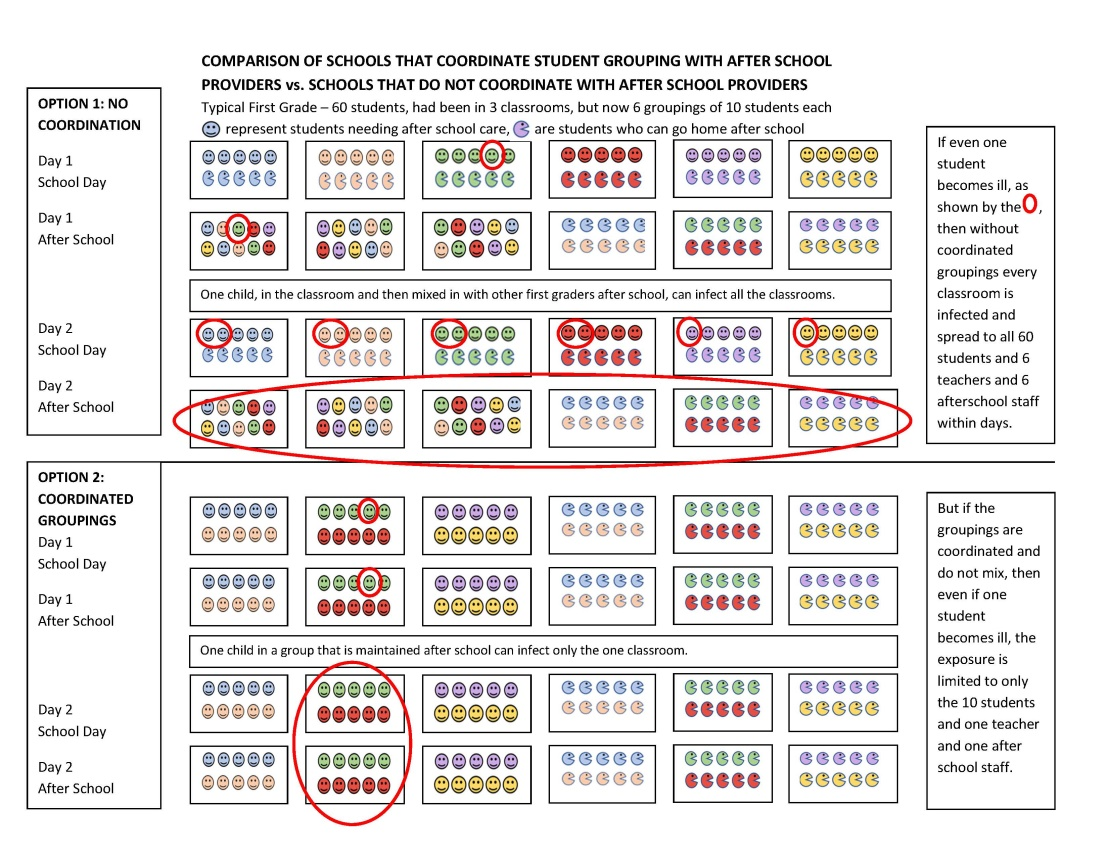 COMPARISON OF SCHOOLS THAT COORDINATE STUDENT GROUPING WITH AFTER SCHOOL
PROVIDERS vs. SCHOOLS THAT DO NOT COORDINATE WITH AFTER SCHOOL PROVIDERS
Typical First Grade – 60 students, had been in 3 classrooms, but now 6 groupings of 10 students each
represent students needing after school care, are students who can go home after school
OPTION 1: NO
COORDINATION
Day 1
School Day
Day 1
After School
One child, in the classroom and then mixed in with other first graders after school, can infect all the classrooms.
Day 2
School Day
Day 2
After School
If even one
student
becomes ill, as
shown by the ,
then without
coordinated
groupings every
classroom is
infected and
spread to all 60
students and 6
teachers and 6
afterschool staff
within days.
OPTION 2:
COORDINATED
GROUPINGS
Day 1
School Day
Day 1
After School
One child in a group that is maintained after school can infect only the one classroom.
Day 2
School Day
Day 2
After School
But if the
groupings are
coordinated and
do not mix, then
even if one
student
becomes ill, the
exposure is
limited to only
the 10 students
and one teacher
and one after
school staff.